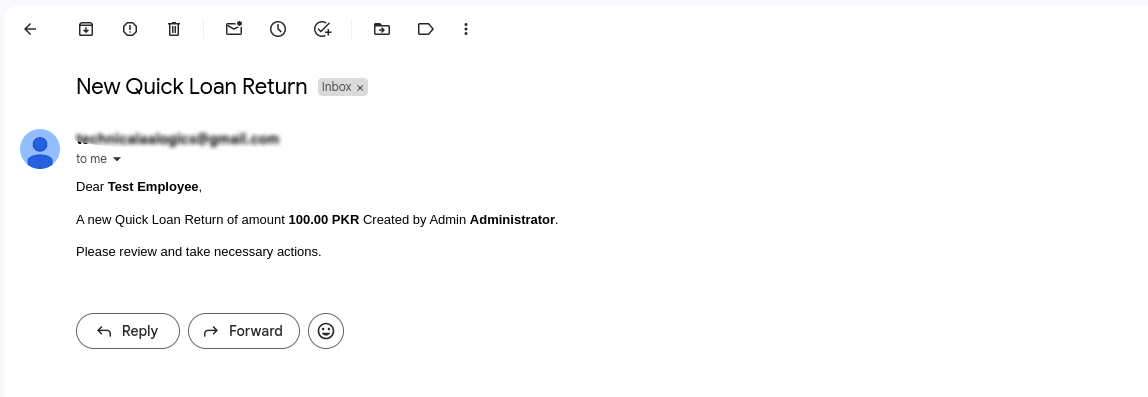 New Quick Loan Return Inbox ×
to me
Dear Test Employee,
A new Quick Loan Return of amount 100.00 PKR Created by Admin Administrator.
Please review and take necessary actions.
Reply Forward